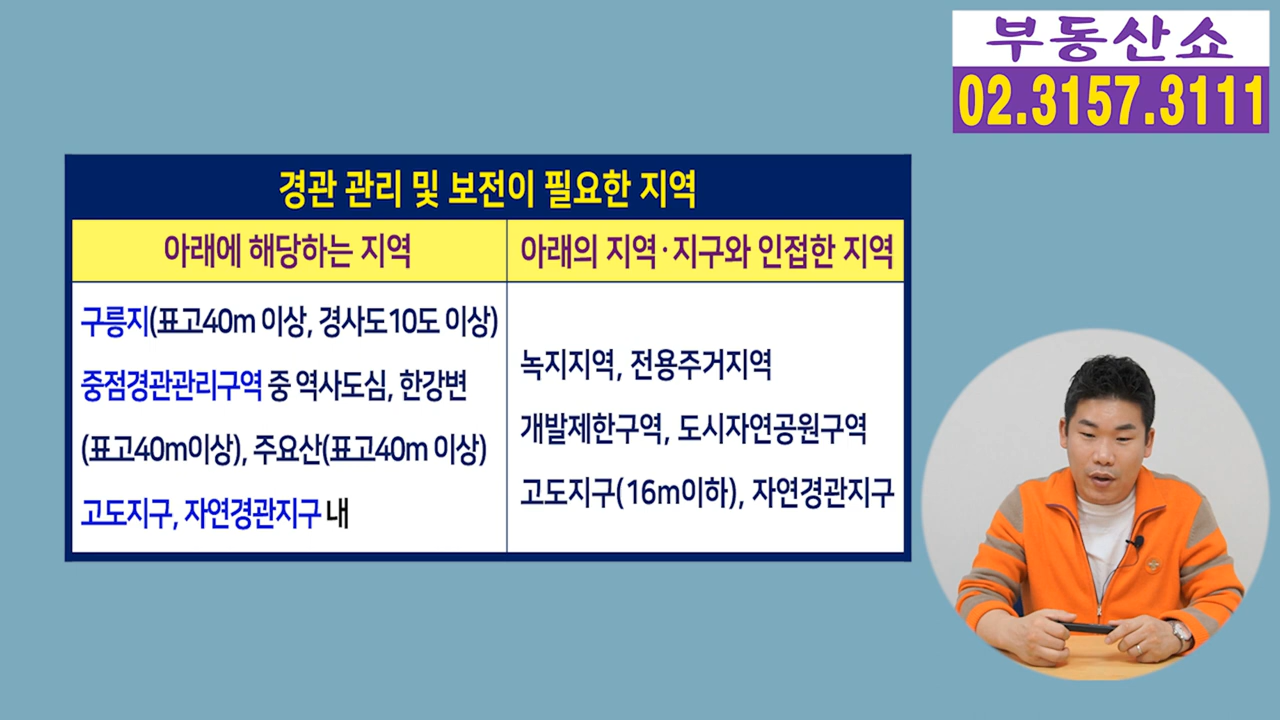 부동산쇼
02.3157.3111
경관 관리 및 보전이 필요한 지역
아래에 해당하는 지역
아래의 지역·지구와 인접한 지역
구릉지(표고40m 이상, 경사도10도 이상)
중점경관관리구역 중 역사도심, 한강변
(표고40m이상), 주요산(표고40m 이상)
고도지구, 자연경관지구 내
녹지지역, 전용주거지역
개발제한구역, 도시자연공원구역
고도지구(16m이하), 자연경관지구